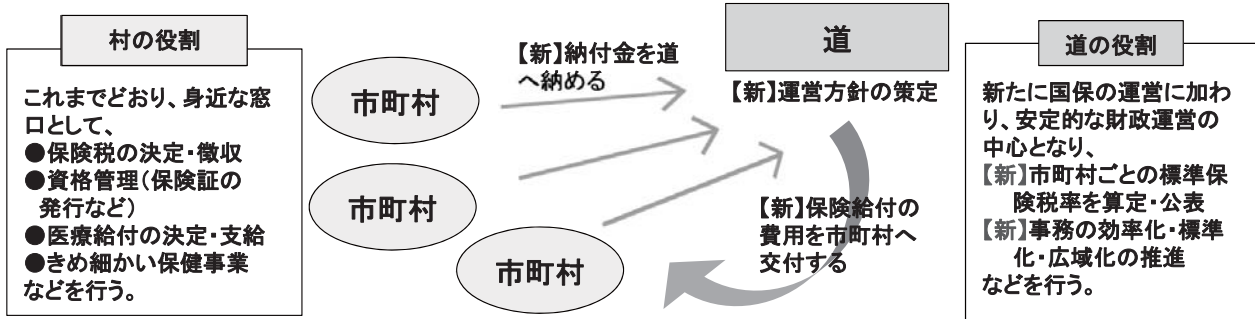 村の役割
これまでどおり、身近な窓
口として、
●保険税の決定・徴収
●資格管理(保険証の
発行など)
●医療給付の決定・支給
●きめ細かい保健事業
などを行う。
市町村
市町村
市町村
【新】納付金を道
へ納める
道
【新】運営方針の策定
【新】保険給付の
費用を市町村へ
交付する
道の役割
新たに国保の運営に加わ
り、安定的な財政運営の
中心となり、
【新】市町村ごとの標準保
険税率を算定・公表
【新】事務の効率化・標準
化・広域化の推進
などを行う。